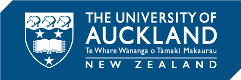 THE UNIVERSITY OF
AUCKLAND
Te Whare Wānanga o Tāmaki Makaurau
NEW ZEALAND